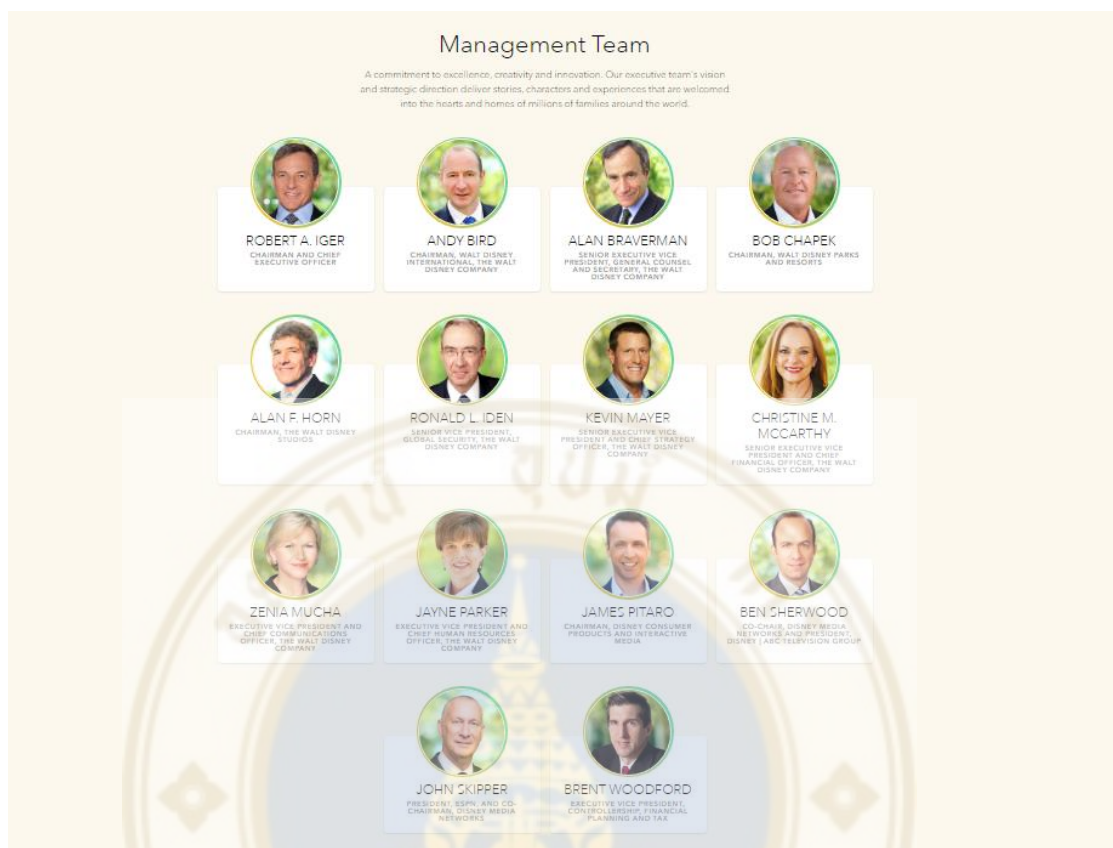 Management Team
A commitment to excellence, creativity and innovation. Our executive team's vision
and strategic direction deliver stories, characters and experiences that are welcomed
into the hearts and homes of millions of families around the world.
ROBERT A. IGER
CHAIRMAN AND CHIEF
EXECUTIVE OFFICER
ANDY BIRD
CHAIRMAN, WALT DISNEY
INTERNATIONAL, THE WALT
DISNEY COMPANY
ALAN BRAVERMAN
SENIOR EXECUTIVE VICE
PRESIDENT, GENERAL COUNSEL
AND SECRETARY, THE WALT
DISNEY COMPANY
BOB CHAPEK
CHAIRMAN, WALT DISNEY PARKS
AND RESORTS
ALAN F. HORN
CHAIRMAN, THE WALT DISNEY
STUDIOS
RONALD L. IDEN
SENIOR VICE PRESIDENT,
GLOBAL SECURITY, THE WALT
DISNEY COMPANY
KEVIN MAYER
SENIOR EXECUTIVE VICE
PRESIDENT AND CHIEF STRATEGY
OFFICER, THE WALT DISNEY
COMPANY
CHRISTINE M.
MCCARTHY
SENIOR EXECUTIVE VICE
PRESIDENT AND CHIEF
FINANCIAL OFFICER, THE WALT
DISNEY COMPANY
ZENIA MUCHA
EXECUTIVE VICE PRESIDENT AND
CHIEF COMMUNICATIONS
OFFICER, THE WALT DISNEY
COMPANY
JAYNE PARKER
EXECUTIVE VICE PRESIDENT AND
CHIEF HUMAN RESOURCES
OFFICER, THE WALT DISNEY
COMPANY
JAMES PITARO
CHAIRMAN, DISNEY CONSUMER
PRODUCTS AND INTERACTIVE
MEDIA
BEN SHERWOOD
CO-CHAIR, DISNEY MEDIA
NETWORKS AND PRESIDENT,
DISNEY | ABC TELEVISION GROUP
JOHN SKIPPER
PRESIDENT, ESPN, AND CO-
CHAIRMAN, DISNEY MEDIA
NETWORKS
BRENT WOODFORD
EXECUTIVE VICE PRESIDENT,
CONTROLLERSHIP, FINANCIAL
PLANNING AND TAX